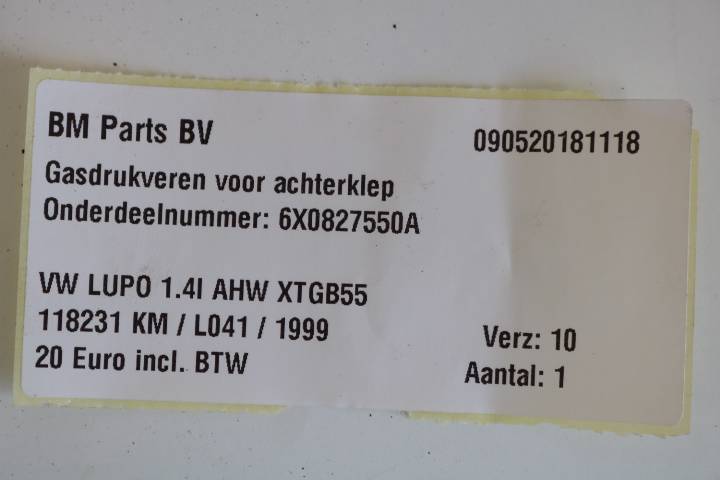 BM Parts BV 090520181118
Gasdrukveren voor achterklep
Onderdeelnummer: 6X0827550A
VW LUPO 1.4I AHW XTGB55
118231 KM / L041 / 1999 Verz: 10
20 Euro incl. BTW Aantal: 1